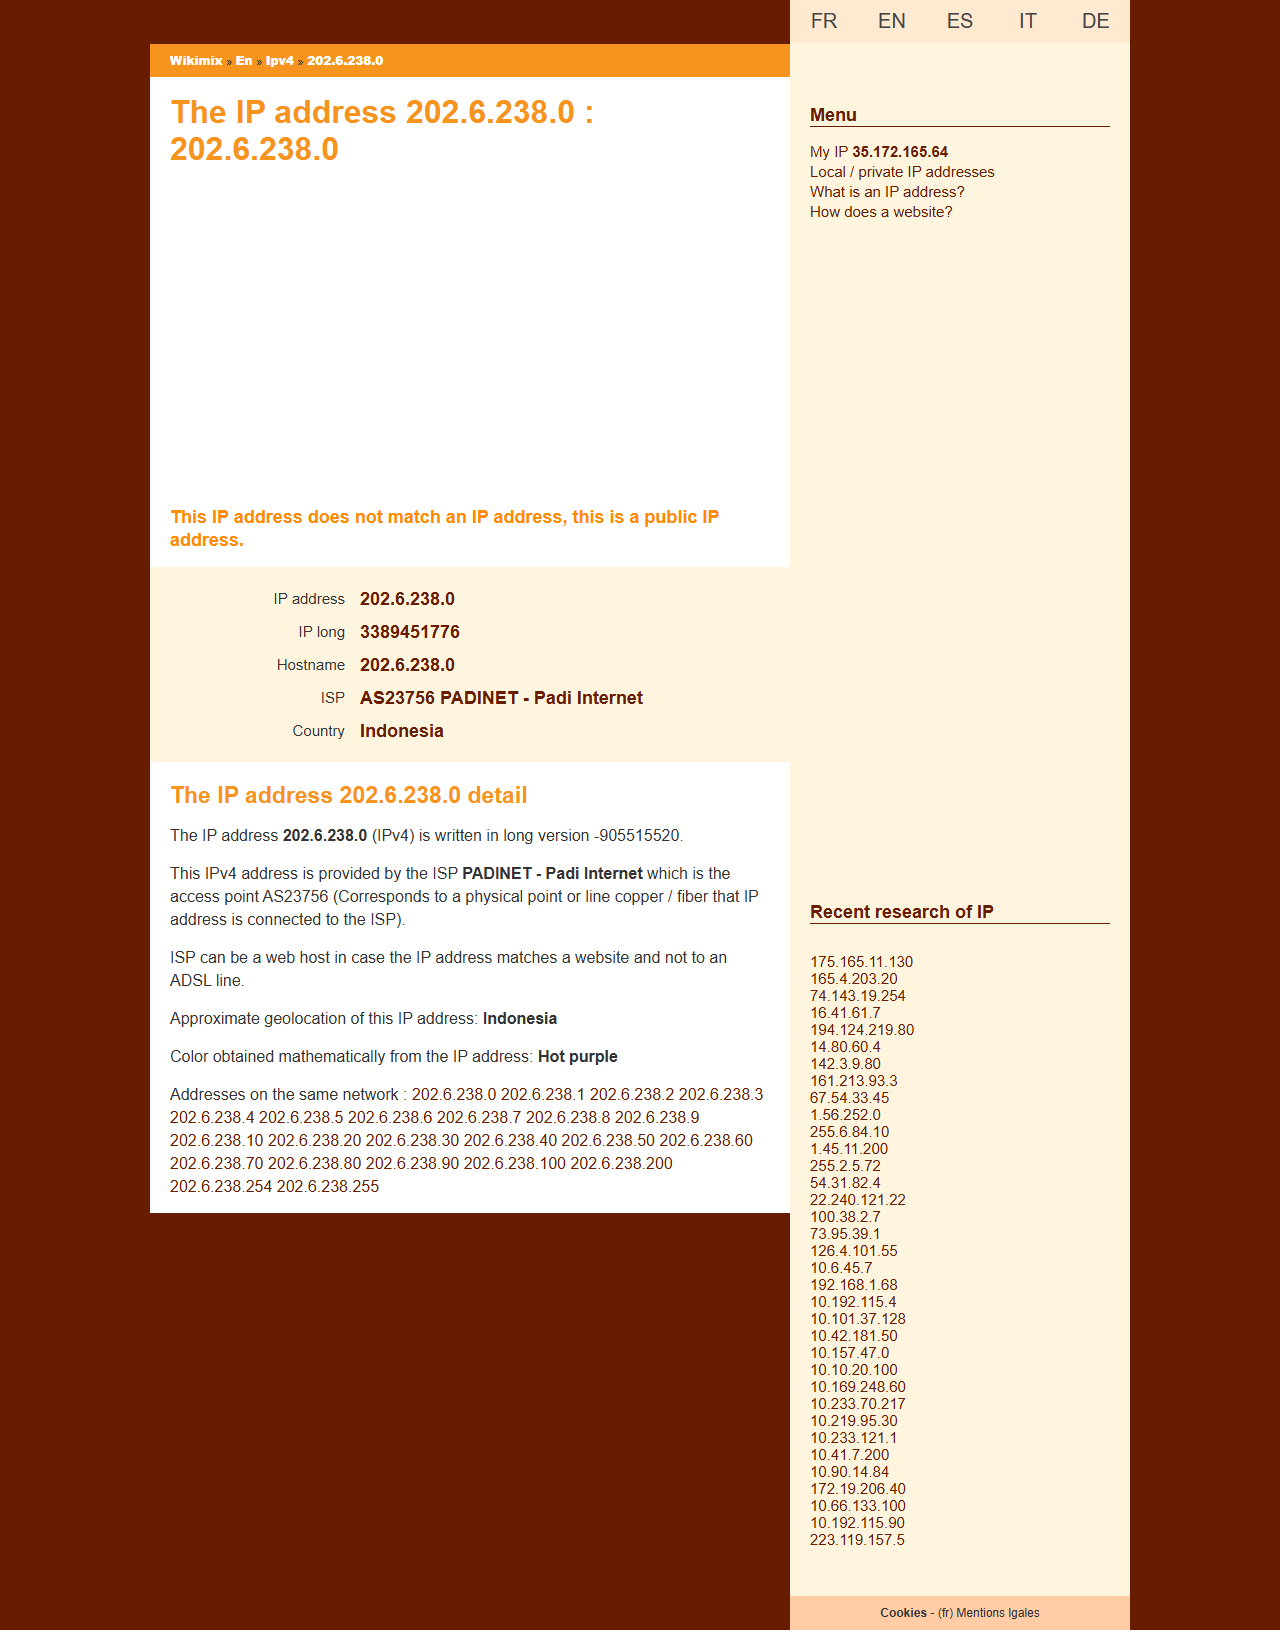 FR EN ES IT DE
Wikimix » En » Ipv4 » 202.6.238.0
The IP address 202.6.238.0 :
202.6.238.0
This IP address does not match an IP address, this is a public IP
address.
IP address 202.6.238.0
IP long 3389451776
Hostname 202.6.238.0
ISP AS23756 PADINET - Padi Internet
Country Indonesia
The IP address 202.6.238.0 detail
The IP address 202.6.238.0 (IPv4) is written in long version -905515520.
This IPv4 address is provided by the ISP PADINET - Padi Internet which is the
access point AS23756 (Corresponds to a physical point or line copper / fiber that IP
address is connected to the ISP).
ISP can be a web host in case the IP address matches a website and not to an
ADSL line.
Approximate geolocation of this IP address: Indonesia
Color obtained mathematically from the IP address: Hot purple
Addresses on the same network : 202.6.238.0 202.6.238.1 202.6.238.2 202.6.238.3
202.6.238.4 202.6.238.5 202.6.238.6 202.6.238.7 202.6.238.8 202.6.238.9
202.6.238.10 202.6.238.20 202.6.238.30 202.6.238.40 202.6.238.50 202.6.238.60
202.6.238.70 202.6.238.80 202.6.238.90 202.6.238.100 202.6.238.200
202.6.238.254 202.6.238.255
Menu
My IP 35.172.165.64
Local / private IP addresses
What is an IP address?
How does a website?
Recent research of IP
175.165.11.130
165.4.203.20
74.143.19.254
16.41.61.7
194.124.219.80
14.80.60.4
142.3.9.80
161.213.93.3
67.54.33.45
1.56.252.0
255.6.84.10
1.45.11.200
255.2.5.72
54.31.82.4
22.240.121.22
100.38.2.7
73.95.39.1
126.4.101.55
10.6.45.7
192.168.1.68
10.192.115.4
10.101.37.128
10.42.181.50
10.157.47.0
10.10.20.100
10.169.248.60
10.233.70.217
10.219.95.30
10.233.121.1
10.41.7.200
10.90.14.84
172.19.206.40
10.66.133.100
10.192.115.90
223.119.157.5
Cookies - (fr) Mentions lgales